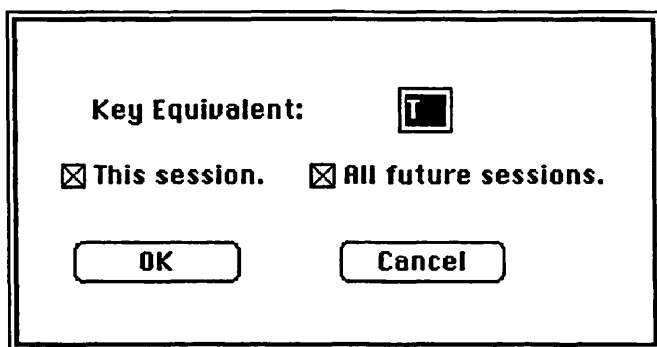 Key Equivalent: T
This session. All future sessions.
OK Cancel